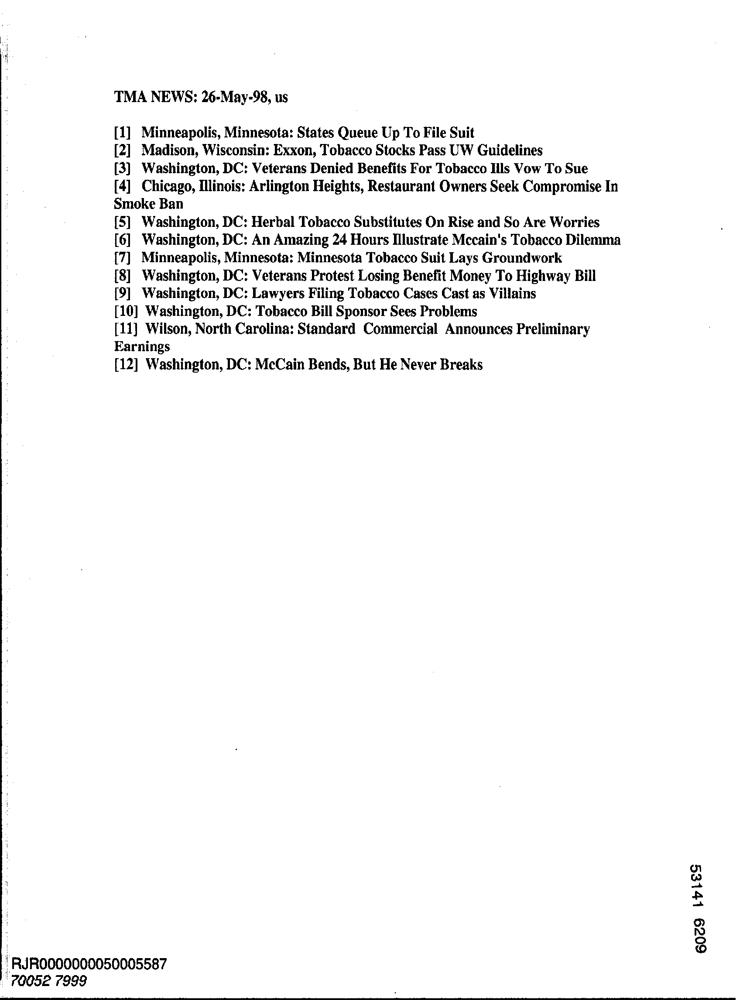 TMA NEWS: 26-May-98, us
[1] Minneapolis, Minnesota: States Queue Up To File Suit
[2] Madison, Wisconsin: Exxon, Tobacco Stocks Pass UW Guidelines
[3] Washington, DC: Veterans Denied Benefits For Tobacco Ills Vow To Sue
[4] Chicago, Illinois: Arlington Heights, Restaurant Owners Seek Compromise In
Smoke Ban
[5] Washington, DC: Herbal Tobacco Substitutes On Rise and So Are Worries
[6] Washington, DC: An Amazing 24 Hours Illustrate Mccain's Tobacco Dilemma
[7] Minneapolis, Minnesota: Minnesota Tobacco Suit Lays Groundwork
[8] Washington, DC: Veterans Protest Losing Benefit Money To Highway Bill
[9] Washington, DC: Lawyers Filing Tobacco Cases Cast as Villains
[10] Washington, DC: Tobacco Bill Sponsor Sees Problems
[11] Wilson, North Carolina: Standard Commercial Announces Preliminary
Earnings
[12] Washington, DC: McCain Bends, But He Never Breaks
53141 6209
RJR0000000050005587
70052 7999